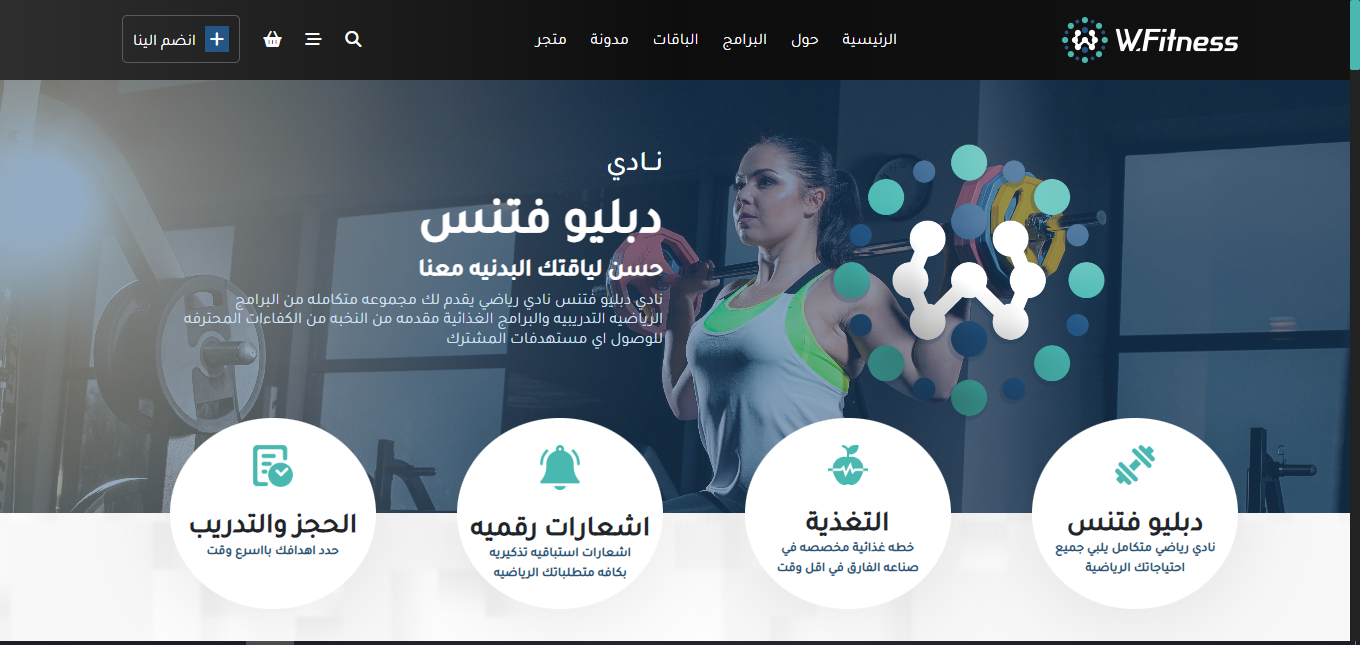 W.Fitness
الرئيسية
حول
البرامج
الباقات
مدونة
متجر
انضم الينا
نادي
دبليو فتنس
حسن لياقتك البدنيه معنا
نادي دبليو فتنس نادي رياضي يقدم لك مجموعه متكامله من البرامج
الرياضيه التدريبيه والبرامج الغذائية مقدمه من النخبه من الكفاءات المحترفه
للوصول اي مستهدفات المشترك
دبليو فتنس
نادي رياضي متكامل يلبي جميع
احتياجاتك الرياضية
التغذية
خطه غذائية مخصصه في
صناعه الفارق في اقل وقت
اشعارات رقميه
اشعارات استباقيه تذكيريه
بكافه متطلباتك الرياضيه
الحجز والتدريب
حدد اهدافك بااسرع وقت